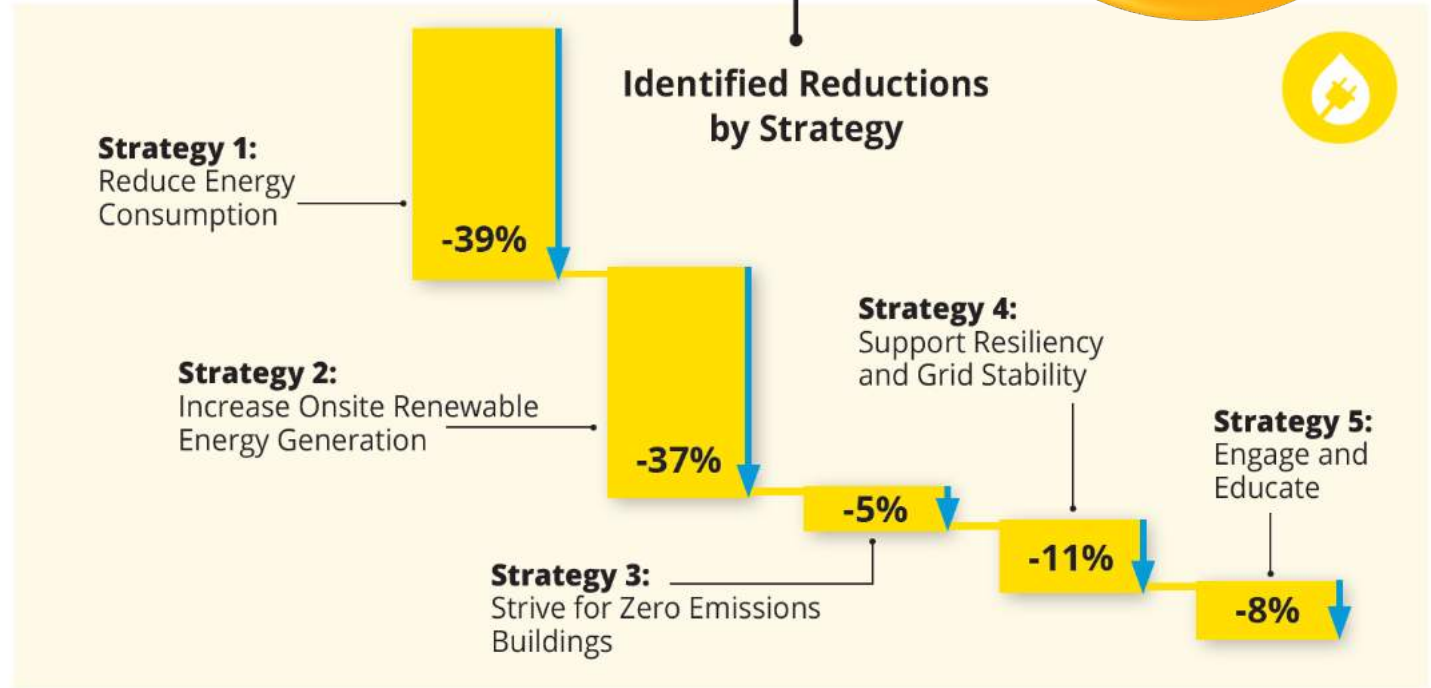 Identified Reductions
by Strategy
Strategy 1:
Reduce Energy
Consumption
-39%
Strategy 2:
Increase Onsite Renewable
Energy Generation
-37%
Strategy 3:
Strive for Zero Emissions
Buildings
-5%
Strategy 4:
Support Resiliency
and Grid Stability
-11%
Strategy 5:
Engage and
Educate
-8%